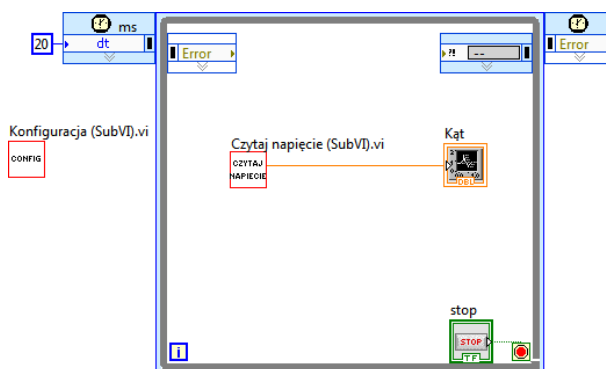 ms
20
dt
Error
?!
--
Error
Konfiguracja (SubVI).vi
CONFIG
Czytaj napięcie (SubVI).vi
CZYTAJ
NAPIECIE
Kąt
DBL
stop
STOP
TF
i